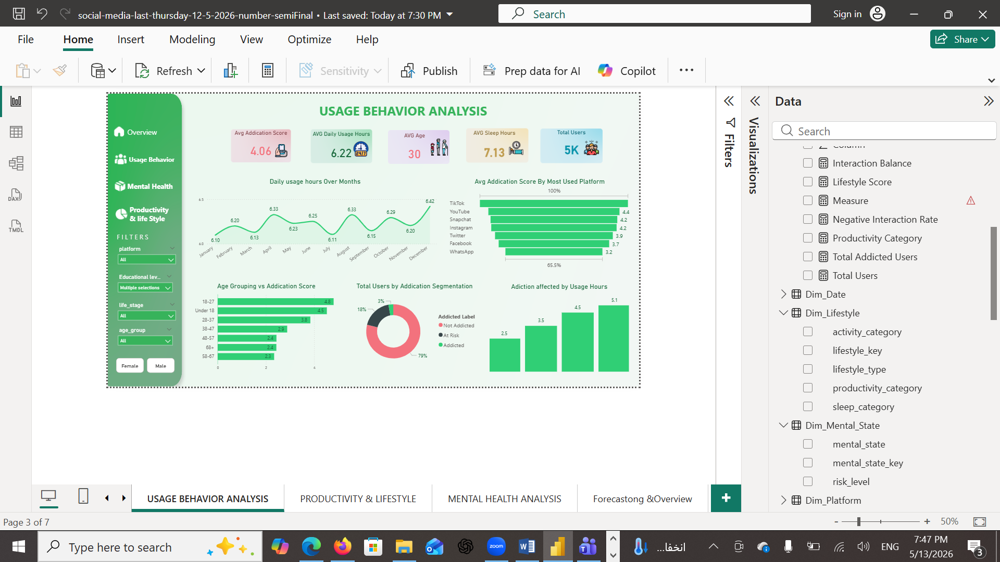 social-media-last-thursday-12-5-2026-number-semiFinal • Last saved: Today at 7:30 PM
Search
Sign in
File
Home
Insert
Modeling
View
Optimize
Help
Share
Refresh
Sensitivity
Publish
Prep data for AI
Copilot
DAX
TMDL
Overview
Usage Behavior
Mental Health
Productivity
& life Style
FILTERS
platform
All
Educational lev...
Multiple selections
life_stage
All
age_group
All
Female
Male
USAGE BEHAVIOR ANALYSIS
Avg Addication Score
4.06
AVG Daily Usage Hours
6.22
24/7
AVG Age
30
AVG Sleep Hours
7.13
Total Users
5K
Daily usage hours Over Months
6.5
6.0
6.10
6.20
6.13
6.33
6.23
6.25
6.11
6.33
6.15
6.29
6.20
6.42
January
February
March
April
May
June
July
August
September
October
November
December
Avg Addication Score By Most Used Platform
100%
TikTok
YouTube
4.4
Snapchat
4.2
Instagram
4.2
Twitter
3.9
Facebook
3.7
WhatsApp
3.2
65.5%
Age Grouping vs Addication Score
18-27
4.8
Under 18
4.5
28-37
3.8
38-47
2.9
48-57
2.4
68+
2.4
58-67
2.3
0
2
4
Total Users by Addication Segmentation
3%
18%
79%
Addicted Label
Not Addicted
At Risk
Addicted
Adiction affected by Usage Hours
2.5
3.5
4.5
5.1
Filters
Visualizations
Data
Search
Interaction Balance
Lifestyle Score
Measure
Negative Interaction Rate
Productivity Category
Total Addicted Users
Total Users
Dim_Date
Dim_Lifestyle
activity_category
lifestyle_key
lifestyle_type
productivity_category
sleep_category
Dim_Mental_State
mental_state
mental_state_key
risk_level
Dim_Platform
USAGE BEHAVIOR ANALYSIS
PRODUCTIVITY & LIFESTYLE
MENTAL HEALTH ANALYSIS
Forecastong &Overview
Page 3 of 7
- + 50%
Type here to search
zoom
انخفا...
ENG
7:47 PM
5/13/2026
3